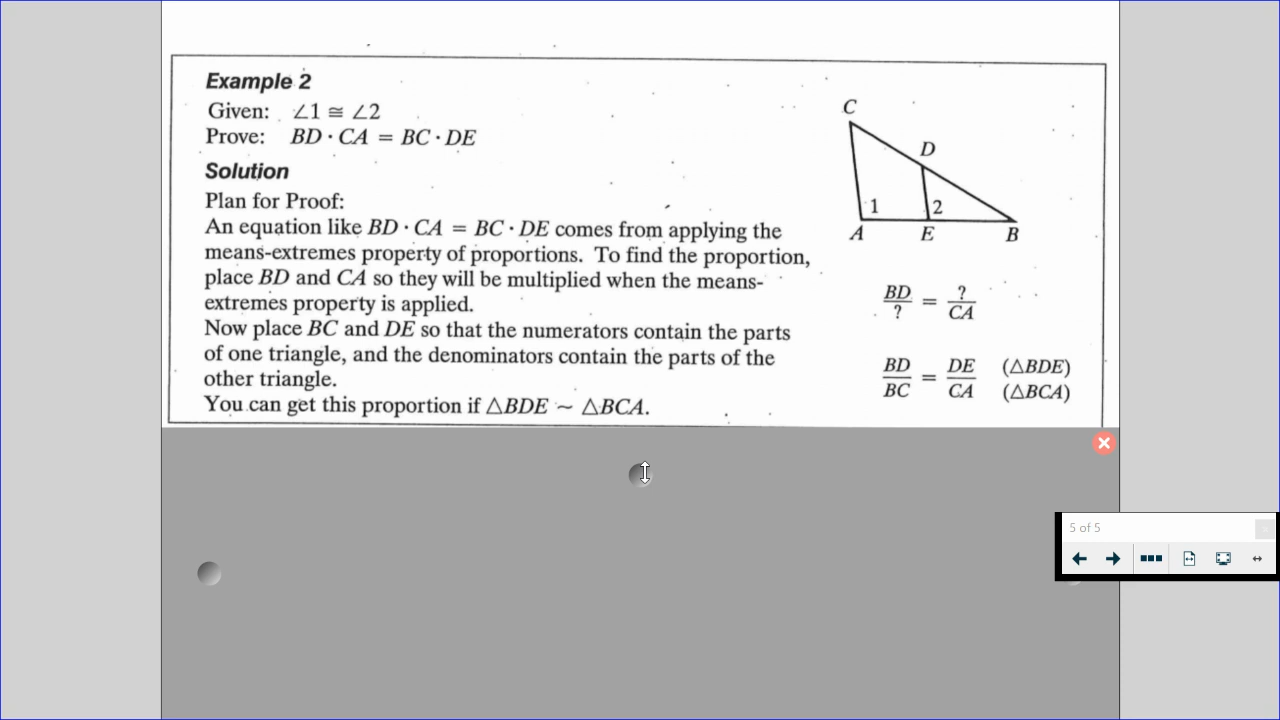 Example 2
Given: ∠1 ≅ ∠2
Prove: BD · CA = BC · DE
Solution
Plan for Proof:
An equation like BD · CA = BC · DE comes from applying the
means-extremes property of proportions. To find the proportion,
place BD and CA so they will be multiplied when the means-
extremes property is applied.
Now place BC and DE so that the numerators contain the parts
of one triangle, and the denominators contain the parts of the
other triangle.
You can get this proportion if △BDE ~ △BCA.
C
D
1 2
A E B
BD/? = ?/CA
BD/BC = DE/CA (△BDE) (△BCA)
5 of 5